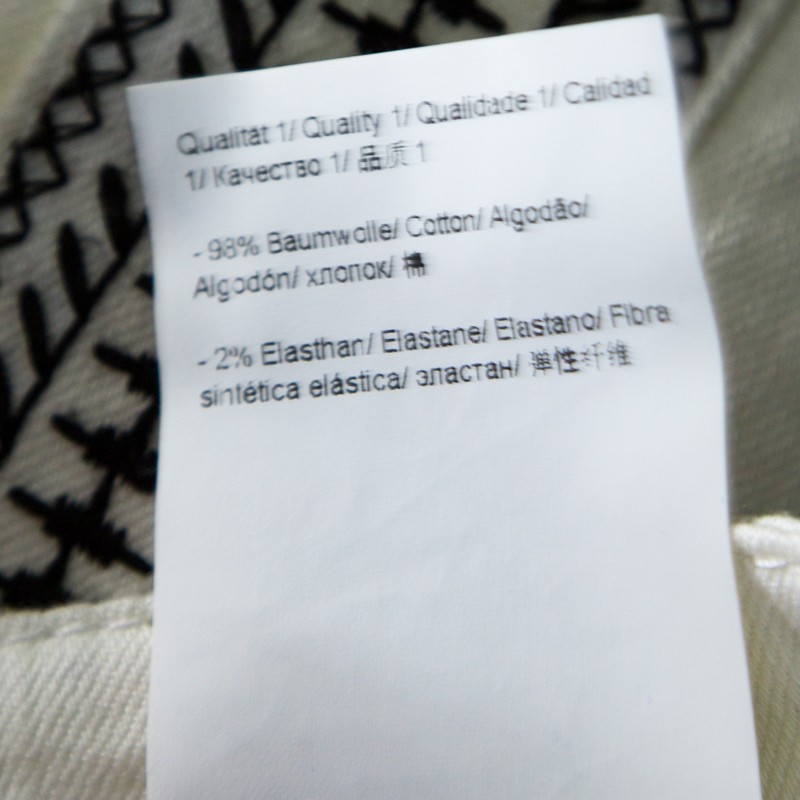 Qualität 1/ Quality 1/ Qualidade 1/ Calidad
1/ Качество 1/ 品质 1
- 98% Baumwolle/ Cotton/ Algodão/
Algodón/ хлопок/ 棉
- 2% Elasthan/ Elastane/ Elastano/ Fibra
sintética elástica/ эластан/ 弹性纤维